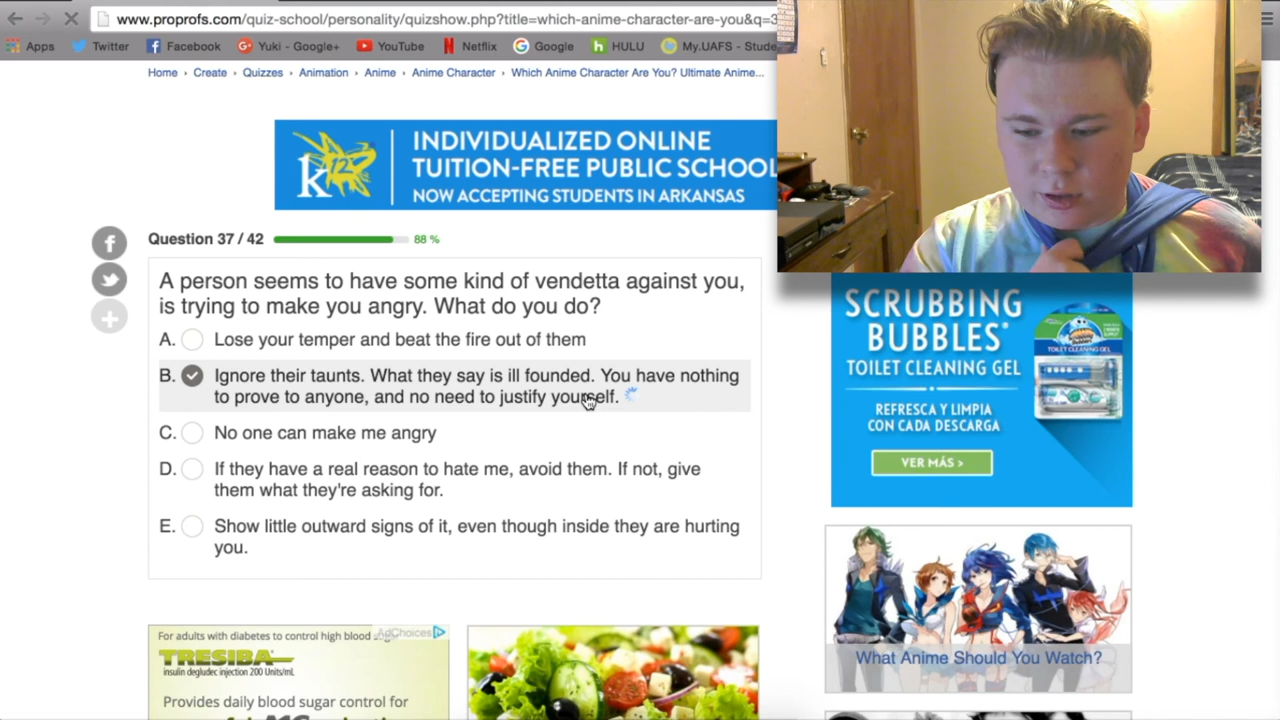 www.proprofs.com/quiz-school/personality/quizshow.php?title=which-anime-character-are-you&q=3
Apps Twitter Facebook Yuki - Google+ YouTube Netflix Google HULU My.UAFS - Stude
Home › Create › Quizzes › Animation › Anime › Anime Character › Which Anime Character Are You? Ultimate Anime...
k12
INDIVIDUALIZED ONLINE
TUITION-FREE PUBLIC SCHOOL
NOW ACCEPTING STUDENTS IN ARKANSAS
Question 37 / 42 88 %
A person seems to have some kind of vendetta against you,
is trying to make you angry. What do you do?
A. Lose your temper and beat the fire out of them
B. Ignore their taunts. What they say is ill founded. You have nothing
to prove to anyone, and no need to justify yourself.
C. No one can make me angry
D. If they have a real reason to hate me, avoid them. If not, give
them what they're asking for.
E. Show little outward signs of it, even though inside they are hurting
you.
SCRUBBING
BUBBLES®
TOILET CLEANING GEL
REFRESCA Y LIMPIA
CON CADA DESCARGA
VER MÁS >
What Anime Should You Watch?
For adults with diabetes to control high blood sugar
AdChoices
TRESIBA
insulin degludec injection 200 Units/mL
Provides daily blood sugar control for